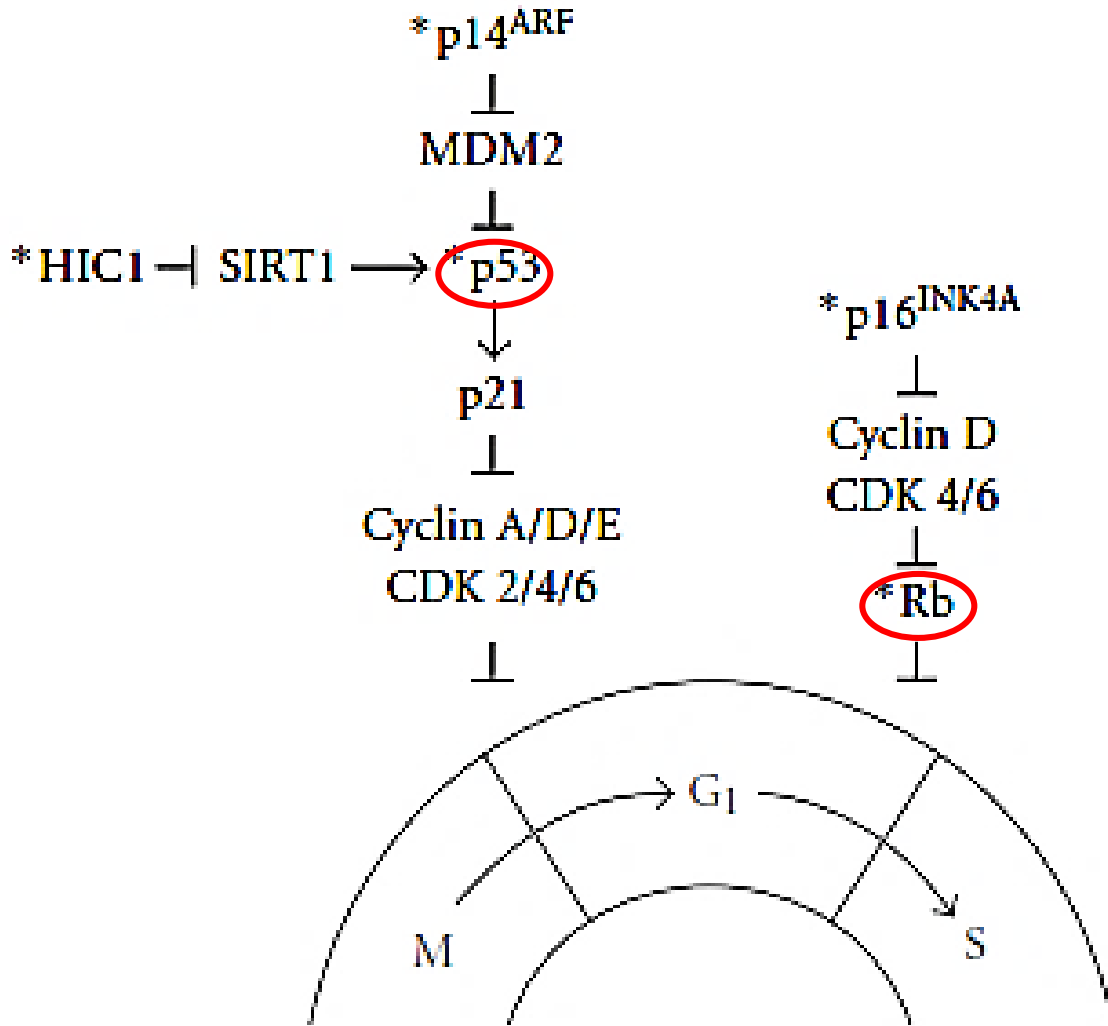 *p14ARF
MDM2
*HIC1 SIRT1 *p53
p21
Cyclin A/D/E
CDK 2/4/6
*p16INK4A
Cyclin D
CDK 4/6
*Rb
G1
M
S